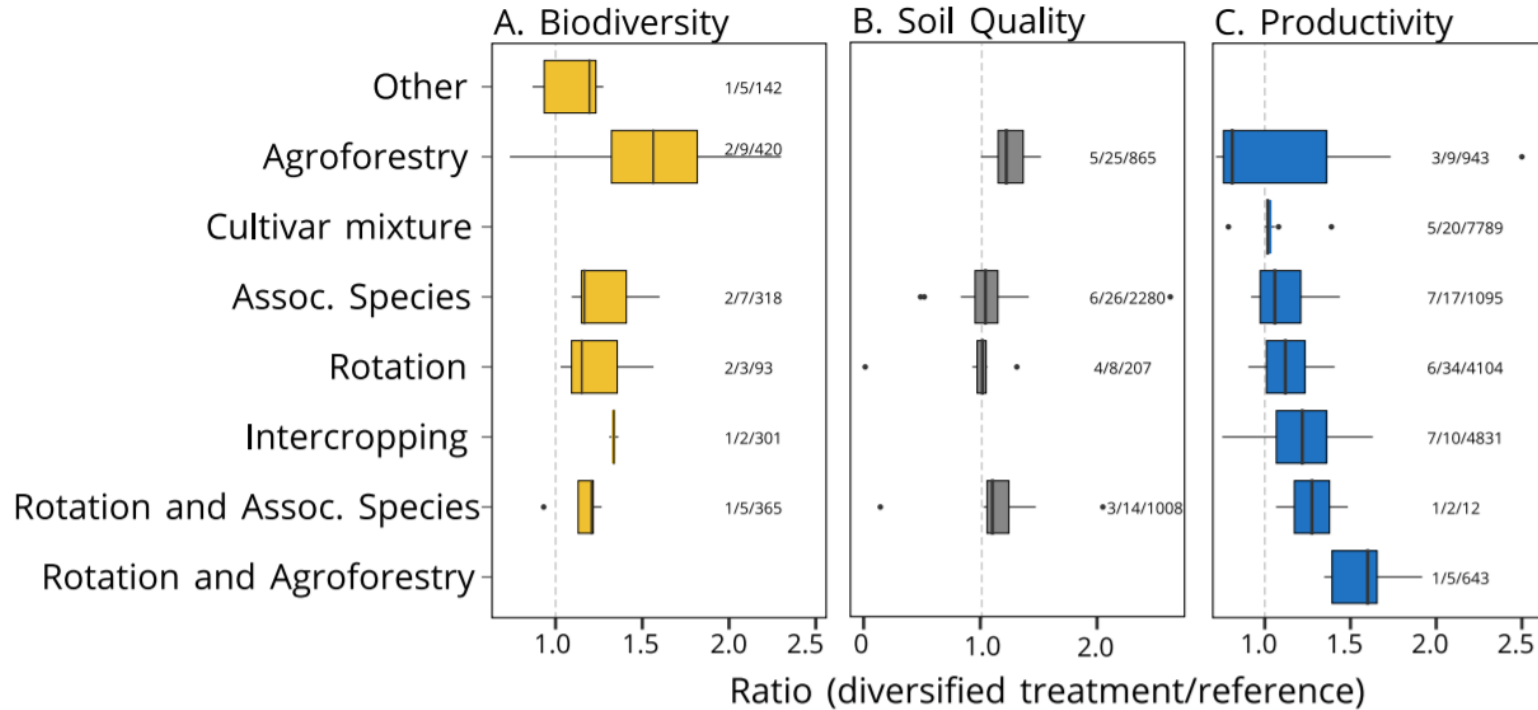 A. Biodiversity
B. Soil Quality
C. Productivity
Other
1/5/142
Agroforestry
2/9/420
5/25/865
3/9/943
Cultivar mixture
5/20/7789
Assoc. Species
2/7/318
6/26/2280
7/17/1095
Rotation
2/3/93
4/8/207
6/34/4104
Intercropping
1/2/301
7/10/4831
Rotation and Assoc. Species
1/5/365
3/14/1008
1/2/12
Rotation and Agroforestry
1/5/643
1.0 1.5 2.0 2.5
0 1.0 2.0
1.0 1.5 2.0 2.5
Ratio (diversified treatment/reference)